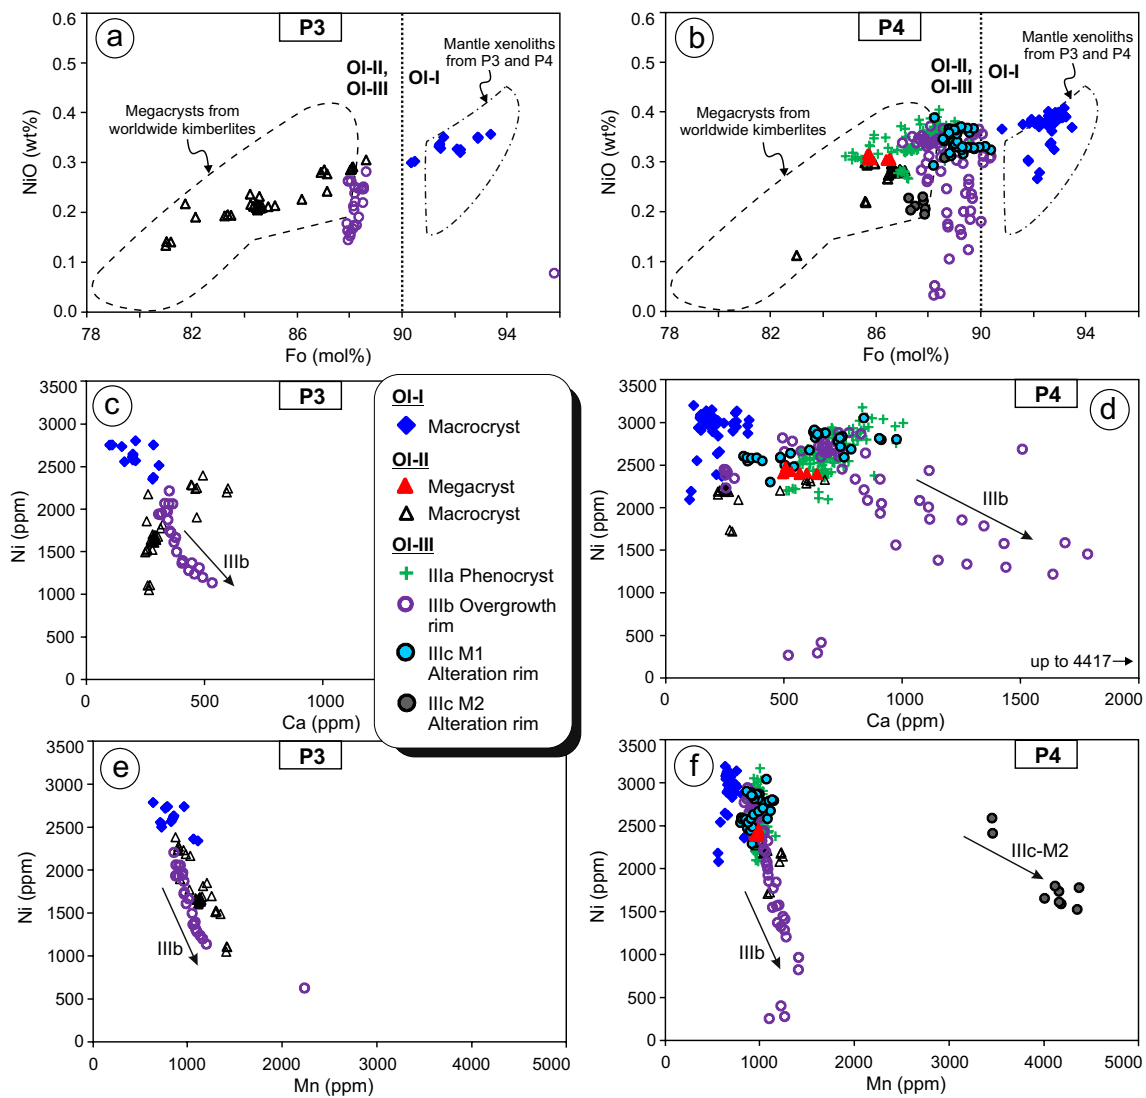 a
P3
NiO (wt%)
0.6
0.5
0.4
0.3
0.2
0.1
0.0
78
82
86
90
94
Fo (mol%)
Ol-II,
Ol-III
Ol-I
Mantle xenoliths
from P3 and P4
Megacrysts from
worldwide kimberlites
b
P4
NiO (wt%)
0.6
0.5
0.4
0.3
0.2
0.1
0.0
78
82
86
90
94
Fo (mol%)
Ol-II,
Ol-III
Ol-I
Mantle xenoliths
from P3 and P4
Megacrysts from
worldwide kimberlites
c
P3
Ni (ppm)
3500
3000
2500
2000
1500
1000
500
0
0
500
1000
Ca (ppm)
IIIb
Ol-I
Macrocryst
Ol-II
Megacryst
Macrocryst
Ol-III
IIIa Phenocryst
IIIb Overgrowth
rim
IIIc M1
Alteration rim
IIIc M2
Alteration rim
d
P4
Ni (ppm)
3500
3000
2500
2000
1500
1000
500
0
0
500
1000
1500
2000
Ca (ppm)
IIIb
up to 4417
e
P3
Ni (ppm)
3500
3000
2500
2000
1500
1000
500
0
0
1000
2000
3000
4000
5000
Mn (ppm)
IIIb
f
P4
Ni (ppm)
3500
3000
2500
2000
1500
1000
500
0
0
1000
2000
3000
4000
5000
Mn (ppm)
IIIb
IIIc-M2